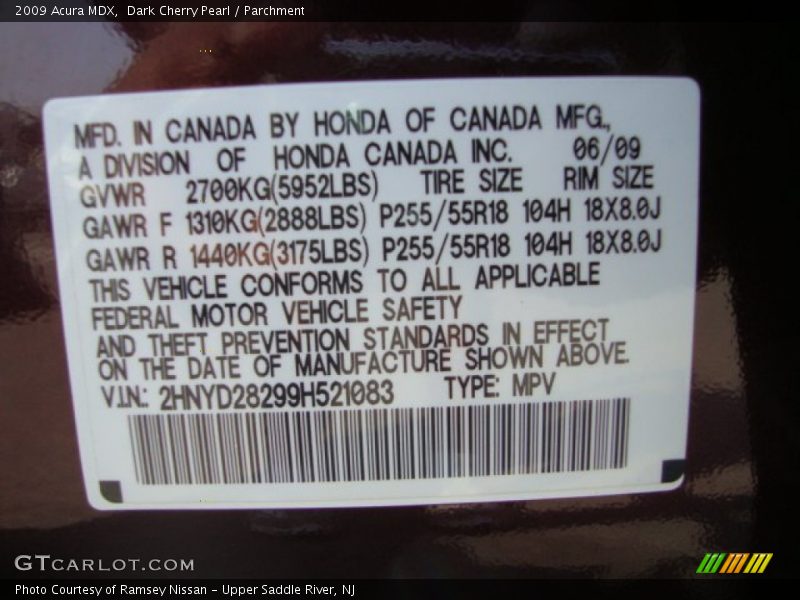 2009 Acura MDX, Dark Cherry Pearl / Parchment
MFD. IN CANADA BY HONDA OF CANADA MFG.,
A DIVISION OF HONDA CANADA INC. 06/09
GVWR 2700KG(5952LBS) TIRE SIZE RIM SIZE
GAWR F 1310KG(2888LBS) P255/55R18 104H 18X8.0J
GAWR R 1440KG(3175LBS) P255/55R18 104H 18X8.0J
THIS VEHICLE CONFORMS TO ALL APPLICABLE
FEDERAL MOTOR VEHICLE SAFETY
AND THEFT PREVENTION STANDARDS IN EFFECT
ON THE DATE OF MANUFACTURE SHOWN ABOVE.
V.I.N.: 2HNYD28299H521083 TYPE: MPV
GTCARLOT.COM
Photo Courtesy of Ramsey Nissan - Upper Saddle River, NJ